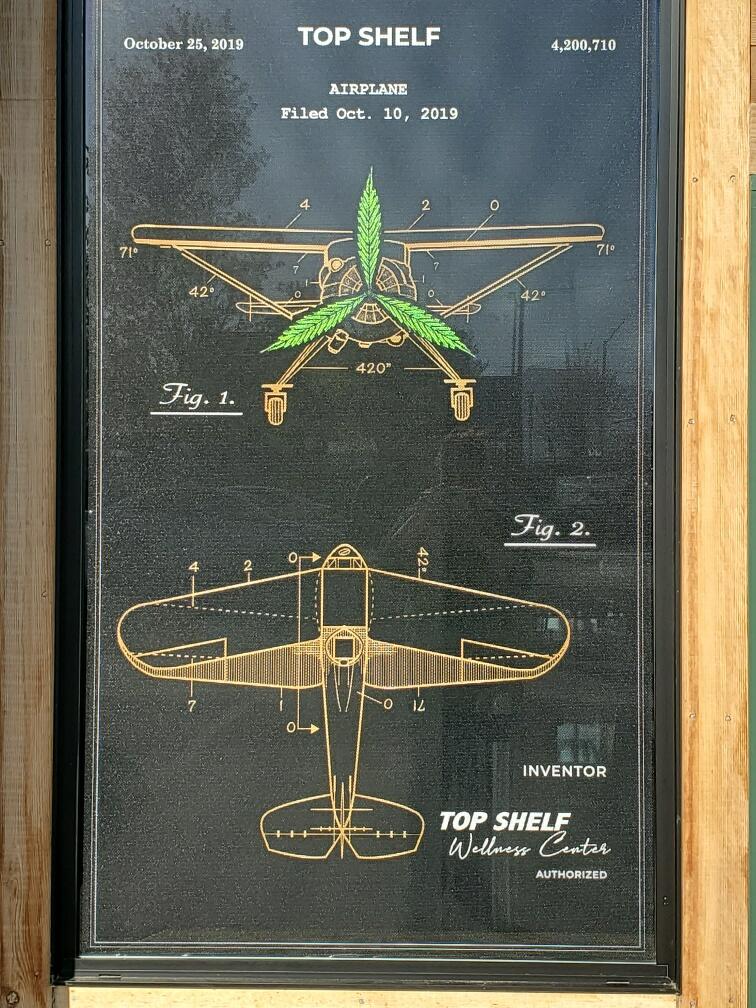 October 25, 2019
TOP SHELF
4,200,710
AIRPLANE
Filed Oct. 10, 2019
4
2
0
71°
71°
7
7
1
1
42°
0
0
42°
420"
Fig. 1.
Fig. 2.
0
42°
4
2
7
1
0
0
17
INVENTOR
TOP SHELF
Wellness Center
AUTHORIZED